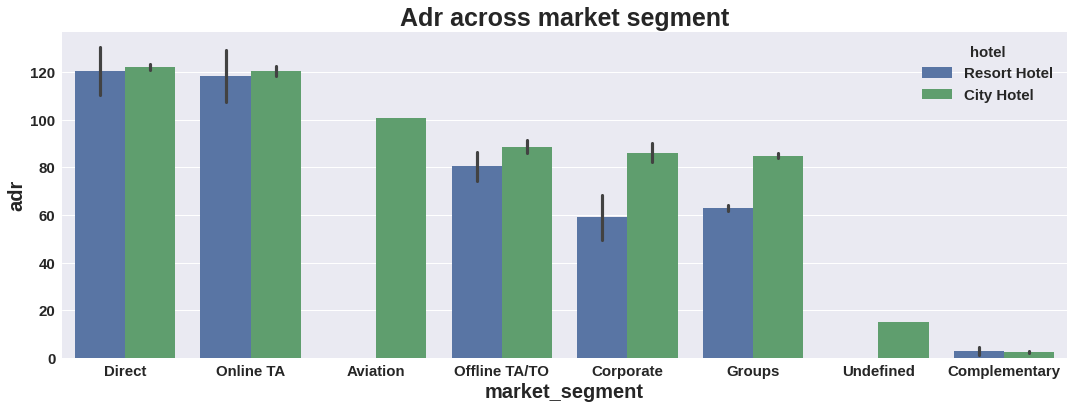 Adr across market segment
hotel
Resort Hotel
City Hotel
adr
120
100
80
60
40
20
0
Direct
Online TA
Aviation
Offline TA/TO
Corporate
Groups
Undefined
Complementary
market_segment